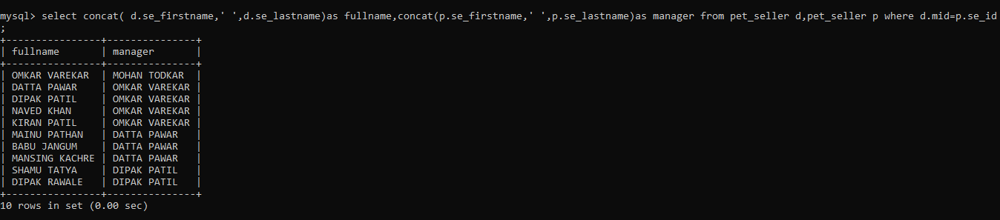 mysql> select concat( d.se_firstname,' ',d.se_lastname)as fullname,concat(p.se_firstname,' ',p.se_lastname)as manager from pet_seller d,pet_seller p where d.mid=p.se_id
;
+----------------+---------------+
| fullname       | manager       |
+----------------+---------------+
| OMKAR VAREKAR  | MOHAN TODKAR  |
| DATTA PAWAR    | OMKAR VAREKAR |
| DIPAK PATIL    | OMKAR VAREKAR |
| NAVED KHAN     | OMKAR VAREKAR |
| KIRAN PATIL    | OMKAR VAREKAR |
| MAINU PATHAN   | DATTA PAWAR   |
| BABU JANGUM    | DATTA PAWAR   |
| MANSING KACHRE | DATTA PAWAR   |
| SHAMU TATYA    | DIPAK PATIL   |
| DIPAK RAWALE   | DIPAK PATIL   |
+----------------+---------------+
10 rows in set (0.00 sec)